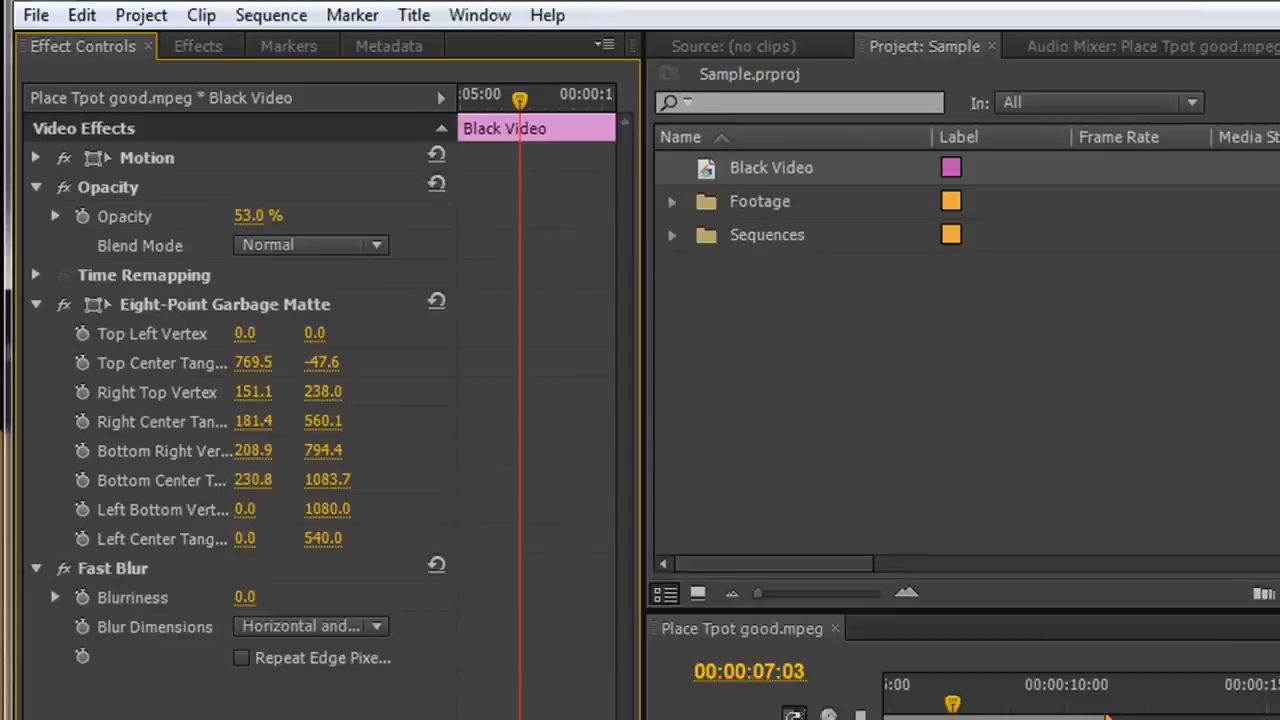 File Edit Project Clip Sequence Marker Title Window Help
Effect Controls × Effects Markers Metadata
Source: (no clips) Project: Sample × Audio Mixer: Place Tpot good.mpeg
Sample.prproj
Place Tpot good.mpeg * Black Video
:05:00 00:00:1
In: All
Video Effects
Black Video
Name Label Frame Rate Media St
fx Motion
Black Video
fx Opacity
Footage
Opacity 53.0 %
Sequences
Blend Mode Normal
Time Remapping
fx Eight-Point Garbage Matte
Top Left Vertex 0.0 0.0
Top Center Tang... 769.5 -47.6
Right Top Vertex 151.1 238.0
Right Center Tan... 181.4 560.1
Bottom Right Ver... 208.9 794.4
Bottom Center T... 230.8 1083.7
Left Bottom Vert... 0.0 1080.0
Left Center Tang... 0.0 540.0
fx Fast Blur
Blurriness 0.0
Blur Dimensions Horizontal and...
Repeat Edge Pixe...
Place Tpot good.mpeg ×
00:00:07:03
:00 00:00:10:00 00:00:15